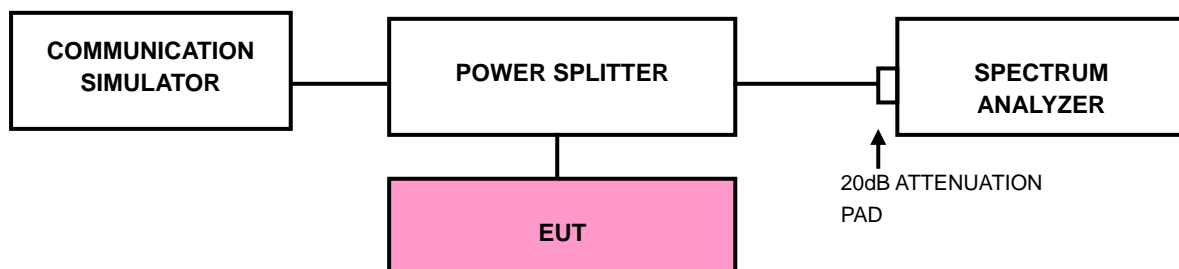 COMMUNICATION
SIMULATOR
POWER SPLITTER
SPECTRUM
ANALYZER
20dB ATTENUATION
PAD
EUT